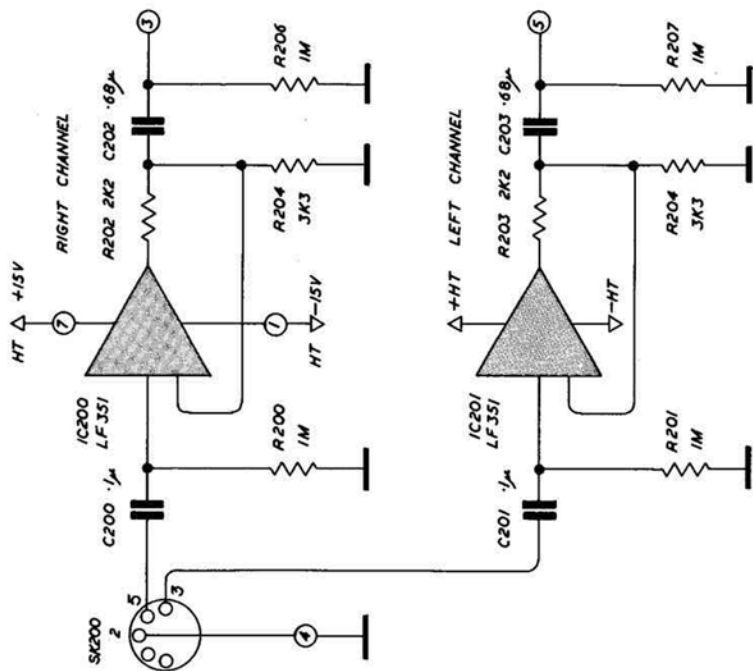 RIGHT CHANNEL
HT +15V
7
IC200
LF351
C200 .1µ
R200
1M
1
HT -15V
R202 2K2
C202 .68µ
3
R204
3K3
R206
1M
SK200
2
5
3
4
LEFT CHANNEL
+HT
IC201
LF351
C201 .1µ
R201
1M
-HT
R203 2K2
C203 .68µ
5
R204
3K3
R207
1M